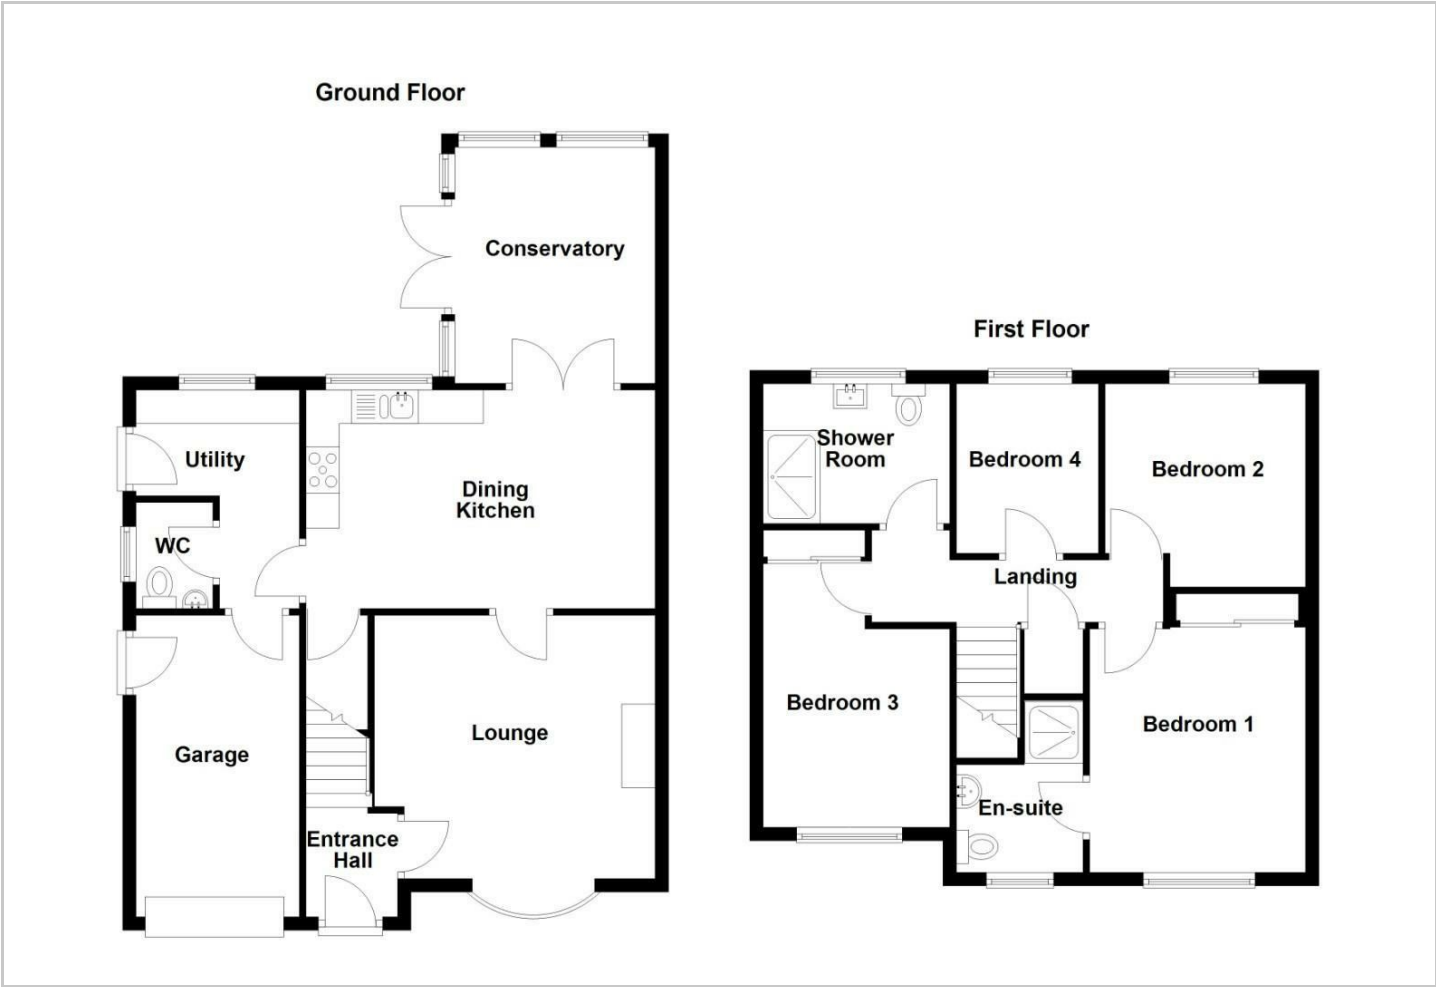 Ground Floor
Conservatory
Utility
Dining
Kitchen
WC
Garage
Lounge
Entrance
Hall
First Floor
Shower
Room
Bedroom 4
Bedroom 2
Landing
Bedroom 3
Bedroom 1
En-suite